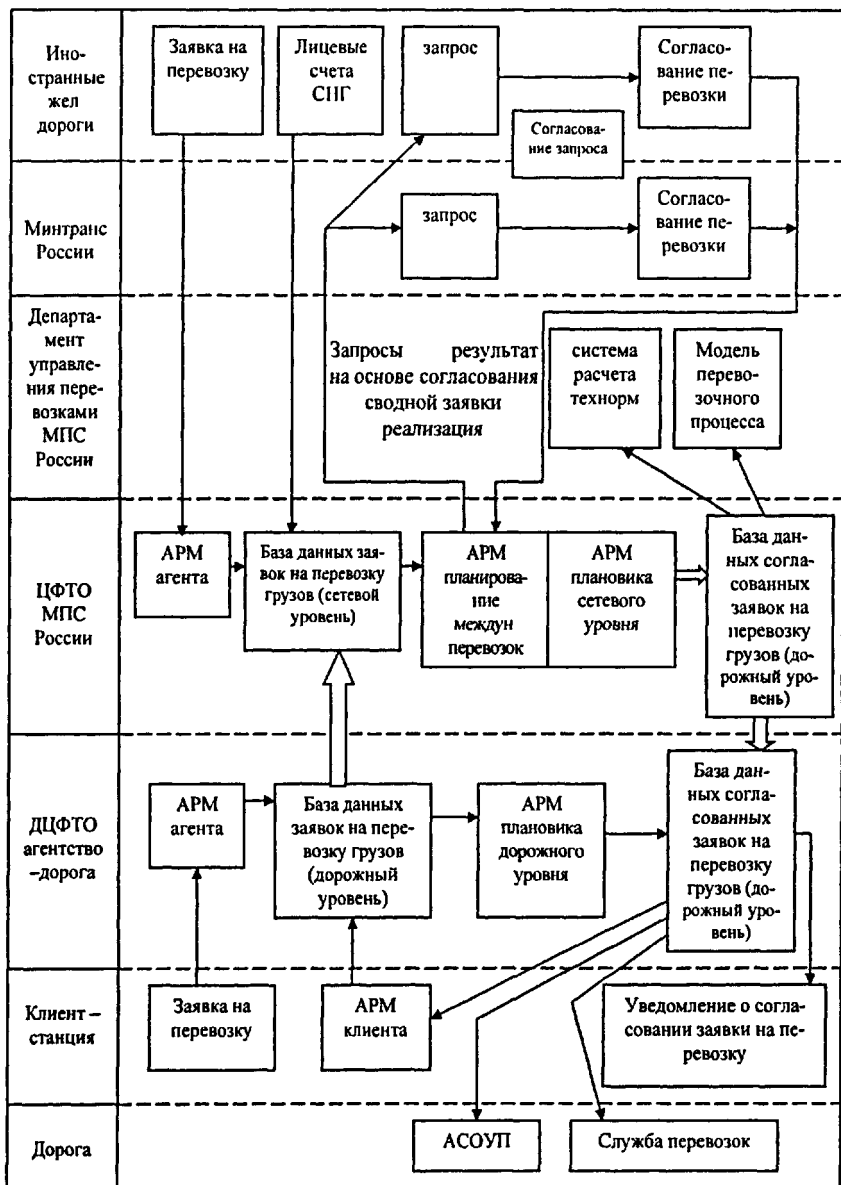 Ино-
странные
жел
дороги
Заявка на
перевозку
Лицевые
счета
СНГ
запрос
Согласо-
вание пе-
ревозки
Согласова-
ние запроса
Минтранс
России
запрос
Согласо-
вание пе-
ревозки
Департа-
мент
управле-
ния пере-
возками
МПС
России
Запросы результат
на основе согласования
сводной заявки
реализация
система
расчета
технорм
Модель
перево-
зочного
процесса
ЦФТО
МПС
России
АРМ
агента
База данных зая-
вок на перевозку
грузов (сетевой
уровень)
АРМ
планирова-
ние
междун
перевозок
АРМ
плановика
сетевого
уровня
База дан-
ных согла-
сованных
заявок на
перевозку
грузов (до-
рожный уро-
вень)
ДЦФТО
агентство
–дорога
АРМ
агента
База данных
заявок на пере-
возку грузов
(дорожный
уровень)
АРМ
плановика
дорожного
уровня
База дан-
ных согла-
сованных
заявок на
перевозку
грузов (до-
рожный уро-
вень)
Клиент –
станция
Заявка на
перевозку
АРМ
клиента
Уведомление о согла-
совании заявки на пе-
ревозку
Дорога
АСОУП
Служба перевозок